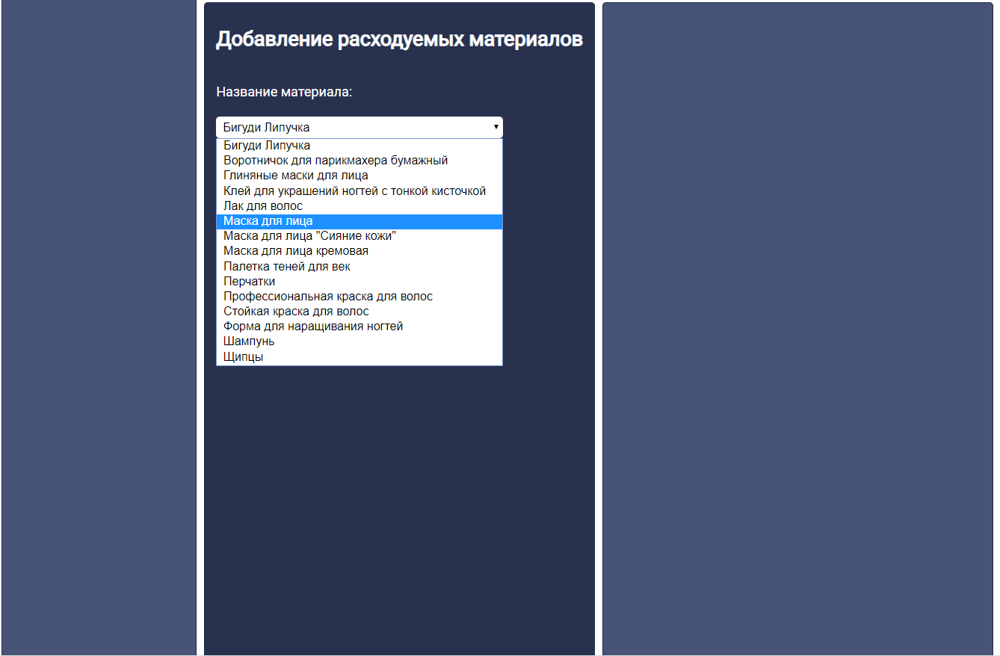 Добавление расходуемых материалов
Название материала:
Бигуди Липучка
Бигуди Липучка
Воротничок для парикмахера бумажный
Глиняные маски для лица
Клей для украшений ногтей с тонкой кисточкой
Лак для волос
Маска для лица
Маска для лица "Сияние кожи"
Маска для лица кремовая
Палетка теней для век
Перчатки
Профессиональная краска для волос
Стойкая краска для волос
Форма для наращивания ногтей
Шампунь
Щипцы